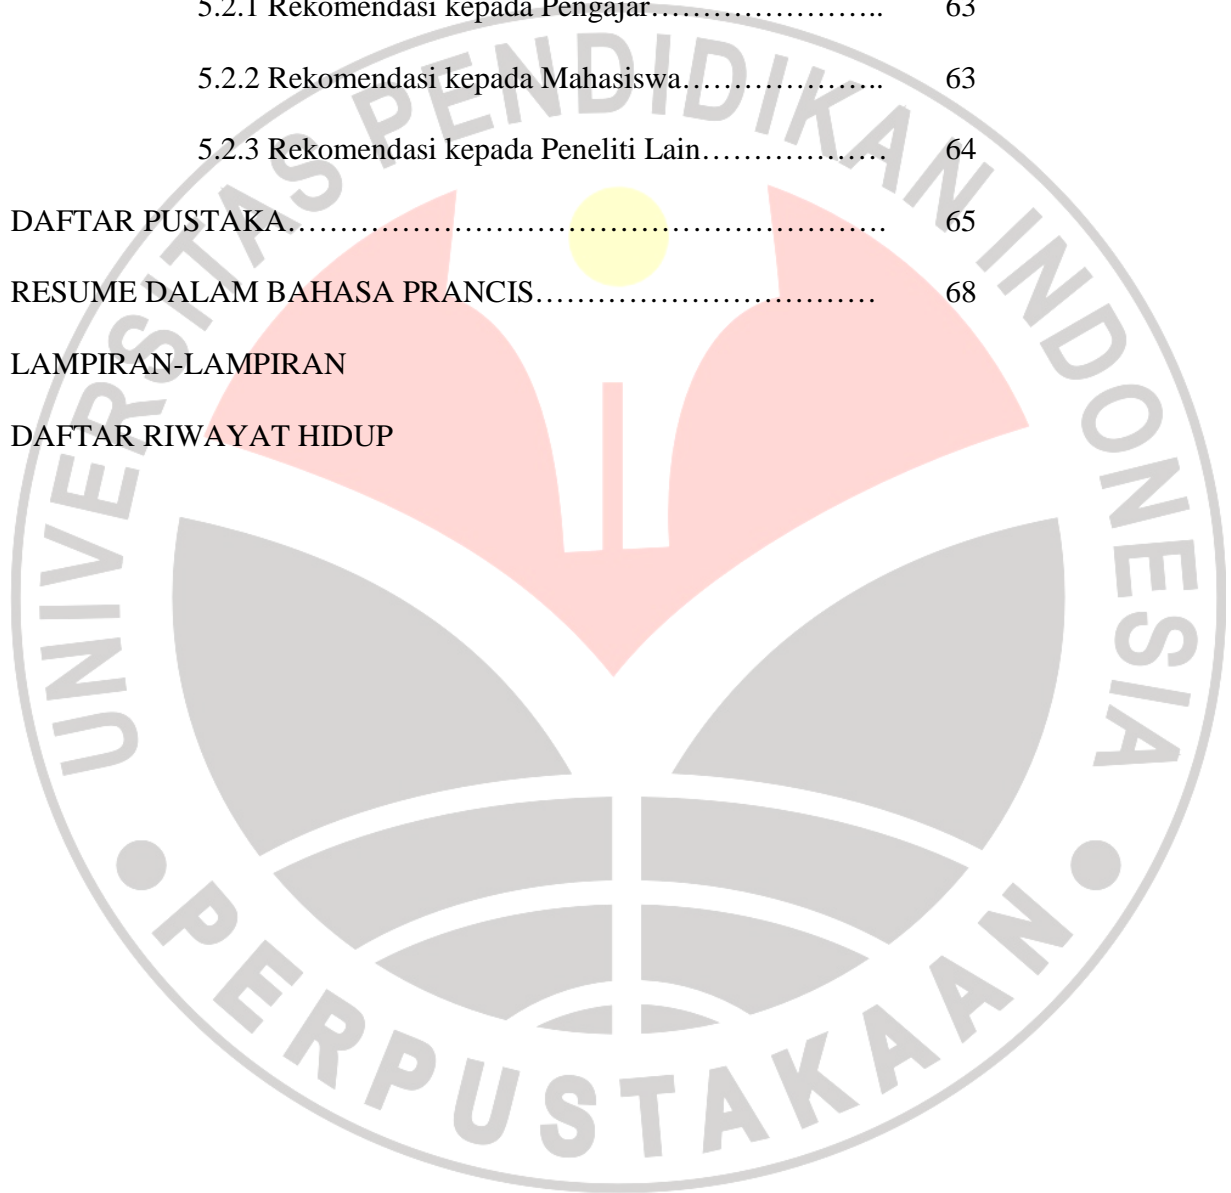 5.2.1 Rekomendasi kepada Pengajar………………….. 63
5.2.2 Rekomendasi kepada Mahasiswa……………….. 63
5.2.3 Rekomendasi kepada Peneliti Lain……………… 64
DAFTAR PUSTAKA…………………………………………………. 65
RESUME DALAM BAHASA PRANCIS…………………………… 68
LAMPIRAN-LAMPIRAN
DAFTAR RIWAYAT HIDUP
UNIVERSITAS PENDIDIKAN INDONESIA
PERPUSTAKAAN